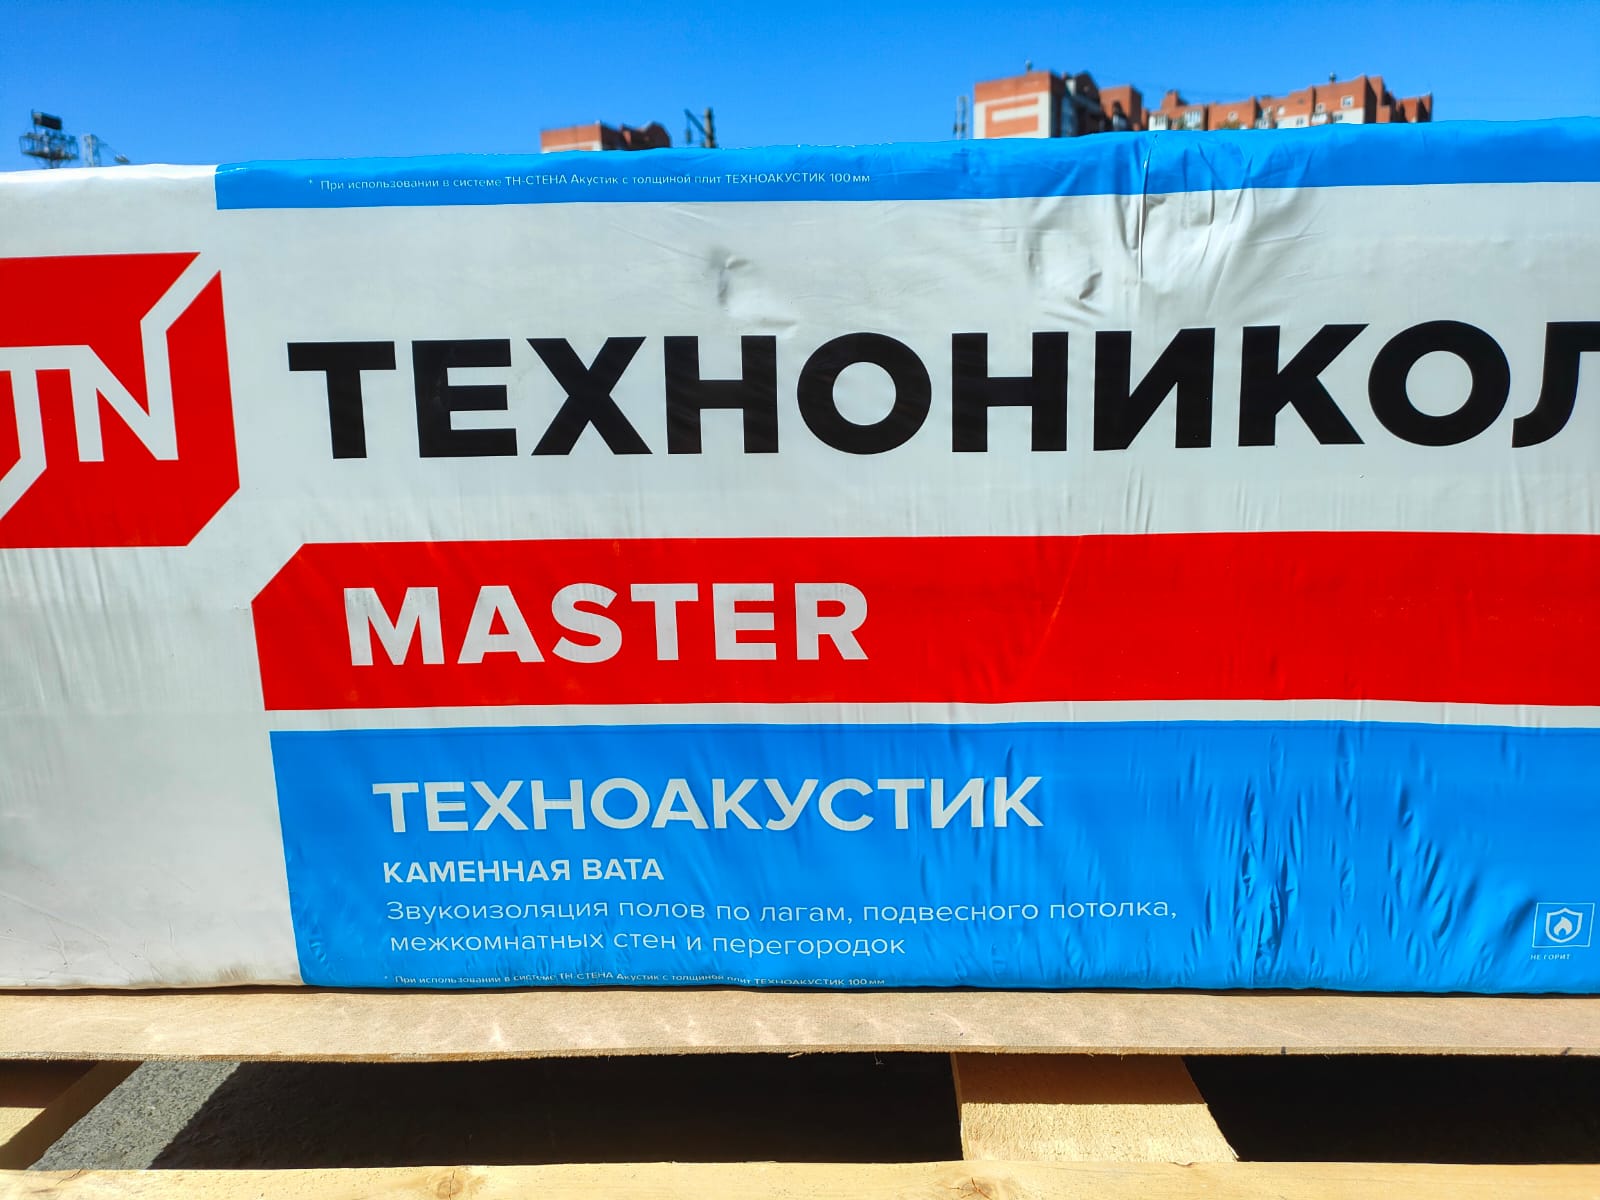 * При использовании в системе ТН-СТЕНА Акустик с толщиной плит ТЕХНОАКУСТИК 100 мм
TN
ТЕХНОНИКОЛ
MASTER
ТЕХНОАКУСТИК
КАМЕННАЯ ВАТА
Звукоизоляция полов по лагам, подвесного потолка,
межкомнатных стен и перегородок
НЕ ГОРИТ
* При использовании в системе ТН-СТЕНА Акустик с толщиной плит ТЕХНОАКУСТИК 100 мм